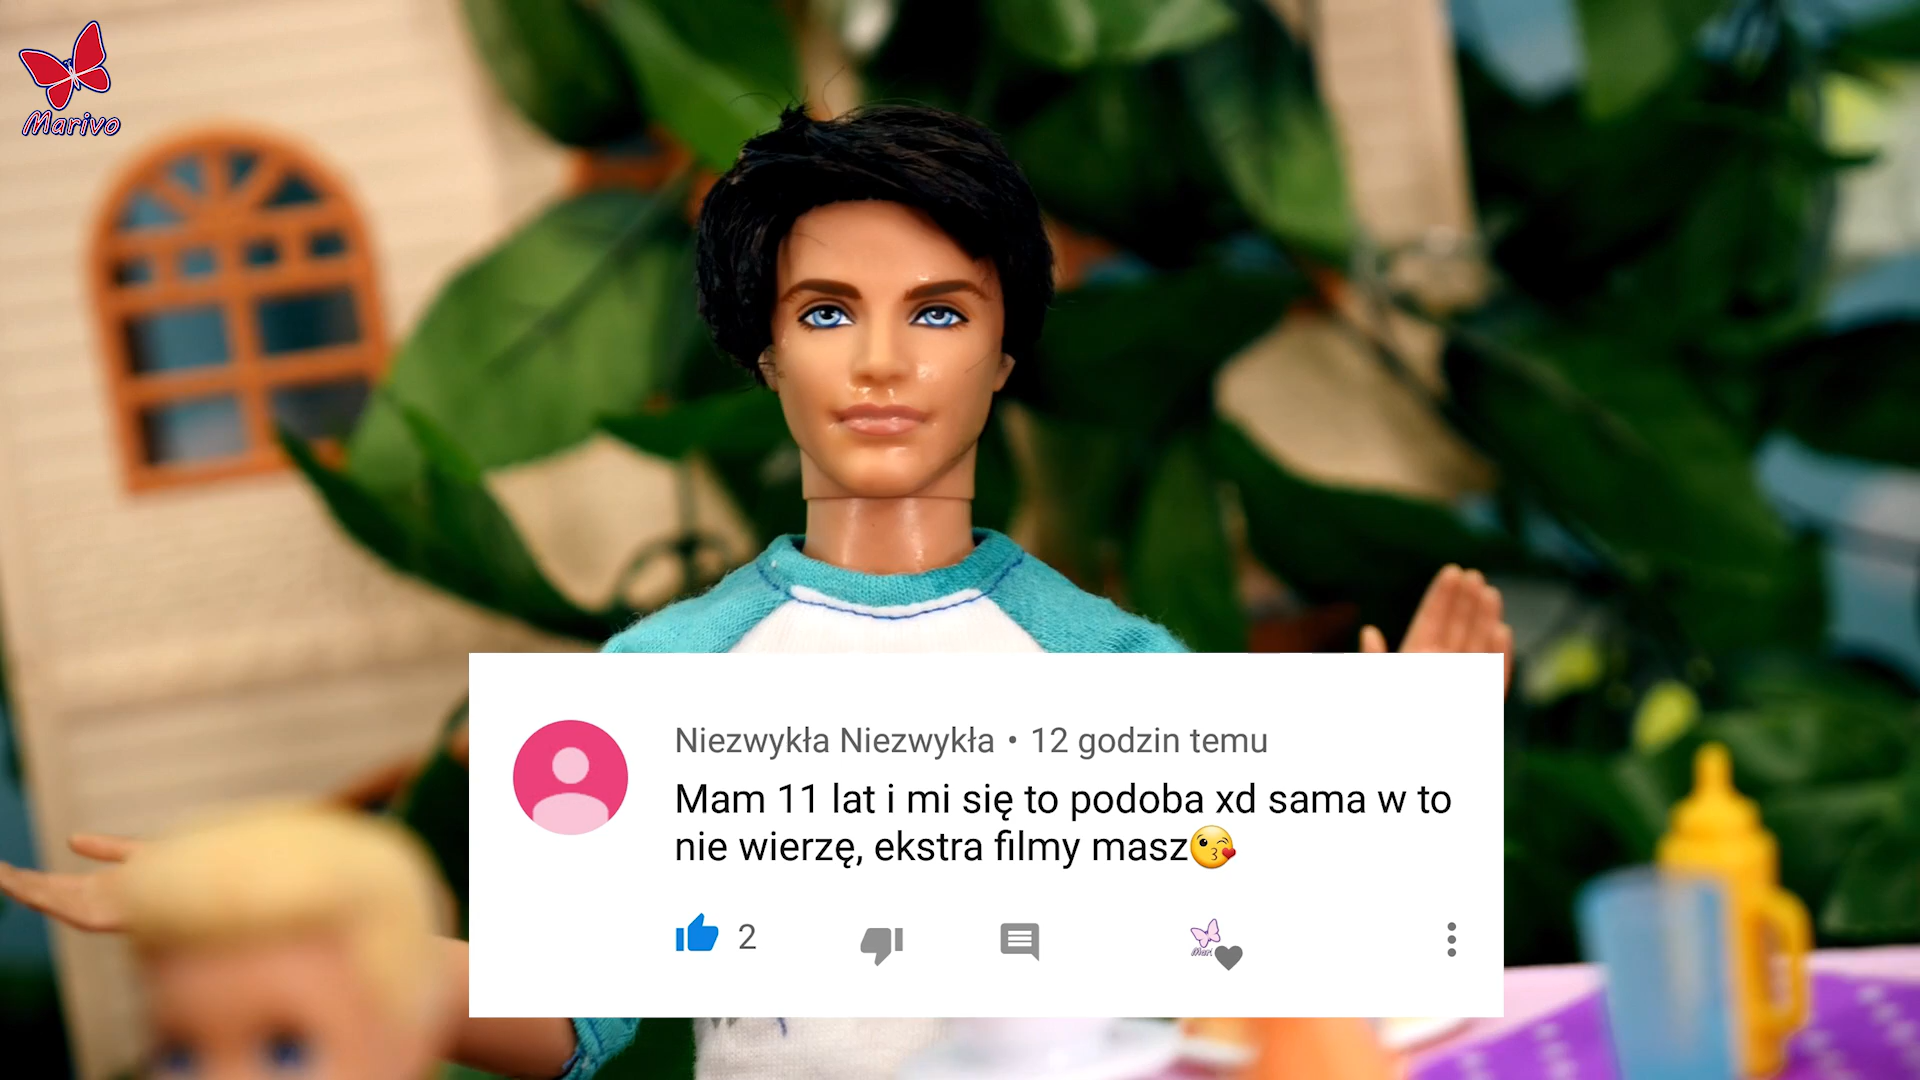 Marivo
Niezwykła Niezwykła • 12 godzin temu
Mam 11 lat i mi się to podoba xd sama w to
nie wierzę, ekstra filmy masz😘
2